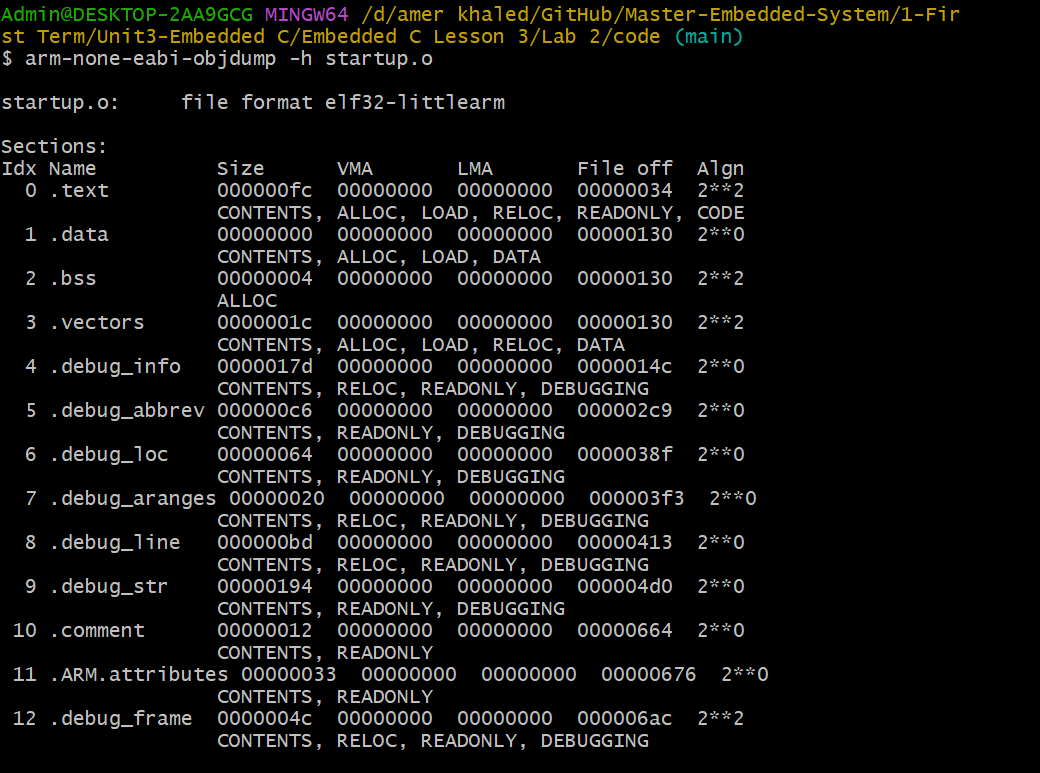 Admin@DESKTOP-2AA9GCG MINGW64 /d/amer khaled/GitHub/Master-Embedded-System/1-Fir
st Term/Unit3-Embedded C/Embedded C Lesson 3/Lab 2/code (main)
$ arm-none-eabi-objdump -h startup.o

startup.o:     file format elf32-littlearm

Sections:
Idx Name          Size      VMA       LMA       File off  Algn
  0 .text         000000fc  00000000  00000000  00000034  2**2
                  CONTENTS, ALLOC, LOAD, RELOC, READONLY, CODE
  1 .data         00000000  00000000  00000000  00000130  2**0
                  CONTENTS, ALLOC, LOAD, DATA
  2 .bss          00000004  00000000  00000000  00000130  2**2
                  ALLOC
  3 .vectors      0000001c  00000000  00000000  00000130  2**2
                  CONTENTS, ALLOC, LOAD, RELOC, DATA
  4 .debug_info   0000017d  00000000  00000000  0000014c  2**0
                  CONTENTS, RELOC, READONLY, DEBUGGING
  5 .debug_abbrev 000000c6  00000000  00000000  000002c9  2**0
                  CONTENTS, READONLY, DEBUGGING
  6 .debug_loc    00000064  00000000  00000000  0000038f  2**0
                  CONTENTS, READONLY, DEBUGGING
  7 .debug_aranges 00000020  00000000  00000000  000003f3  2**0
                  CONTENTS, RELOC, READONLY, DEBUGGING
  8 .debug_line   000000bd  00000000  00000000  00000413  2**0
                  CONTENTS, RELOC, READONLY, DEBUGGING
  9 .debug_str    00000194  00000000  00000000  000004d0  2**0
                  CONTENTS, READONLY, DEBUGGING
 10 .comment      00000012  00000000  00000000  00000664  2**0
                  CONTENTS, READONLY
 11 .ARM.attributes 00000033  00000000  00000000  00000676  2**0
                  CONTENTS, READONLY
 12 .debug_frame  0000004c  00000000  00000000  000006ac  2**2
                  CONTENTS, RELOC, READONLY, DEBUGGING